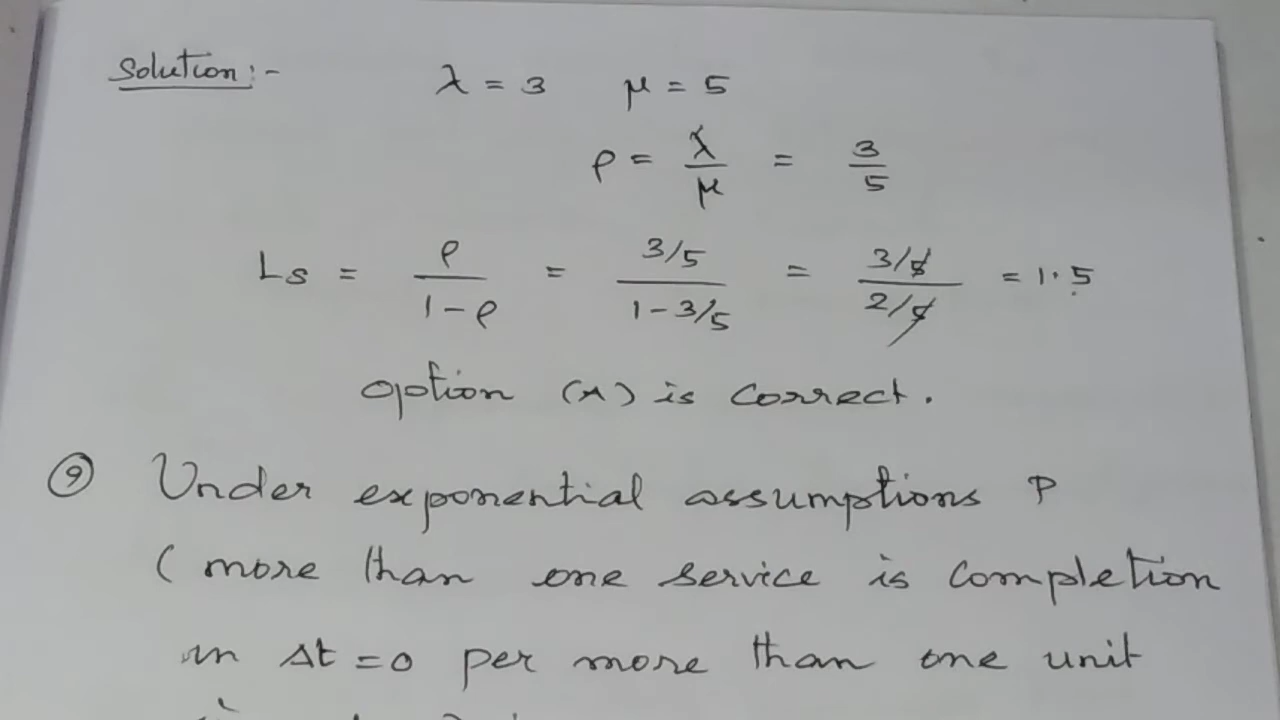 Solution :-
λ = 3 μ = 5
ρ = λ/μ = 3/5
Ls = ρ/(1-ρ) = (3/5)/(1-3/5) = (3/5)/(2/5) = 1.5
option (A) is correct.
⑨ Under exponential assumptions P
( more than one service is completion
in Δt = 0 per more than one unit